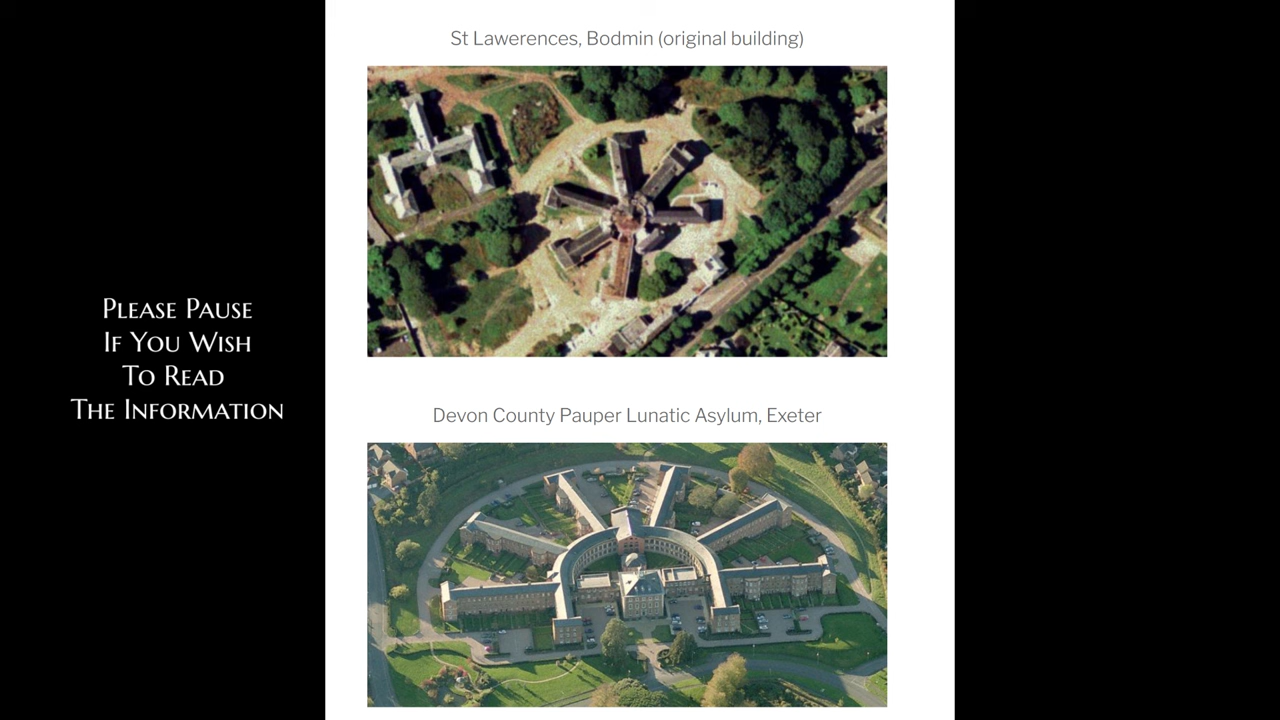 St Lawerences, Bodmin (original building)
Please Pause
If You Wish
To Read
The Information
Devon County Pauper Lunatic Asylum, Exeter